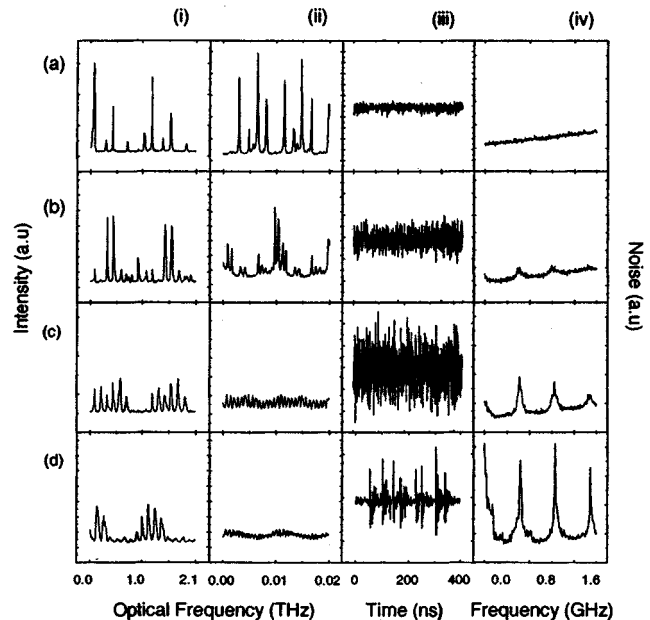 (i) (ii) (iii) (iv)
(a)
(b)
(c)
(d)
Intensity (a.u)
Noise (a.u)
0.0 1.0 2.1 0.00 0.01 0.02 0 200 400 0.0 0.8 1.6
Optical Frequency (THz) Time (ns) Frequency (GHz)